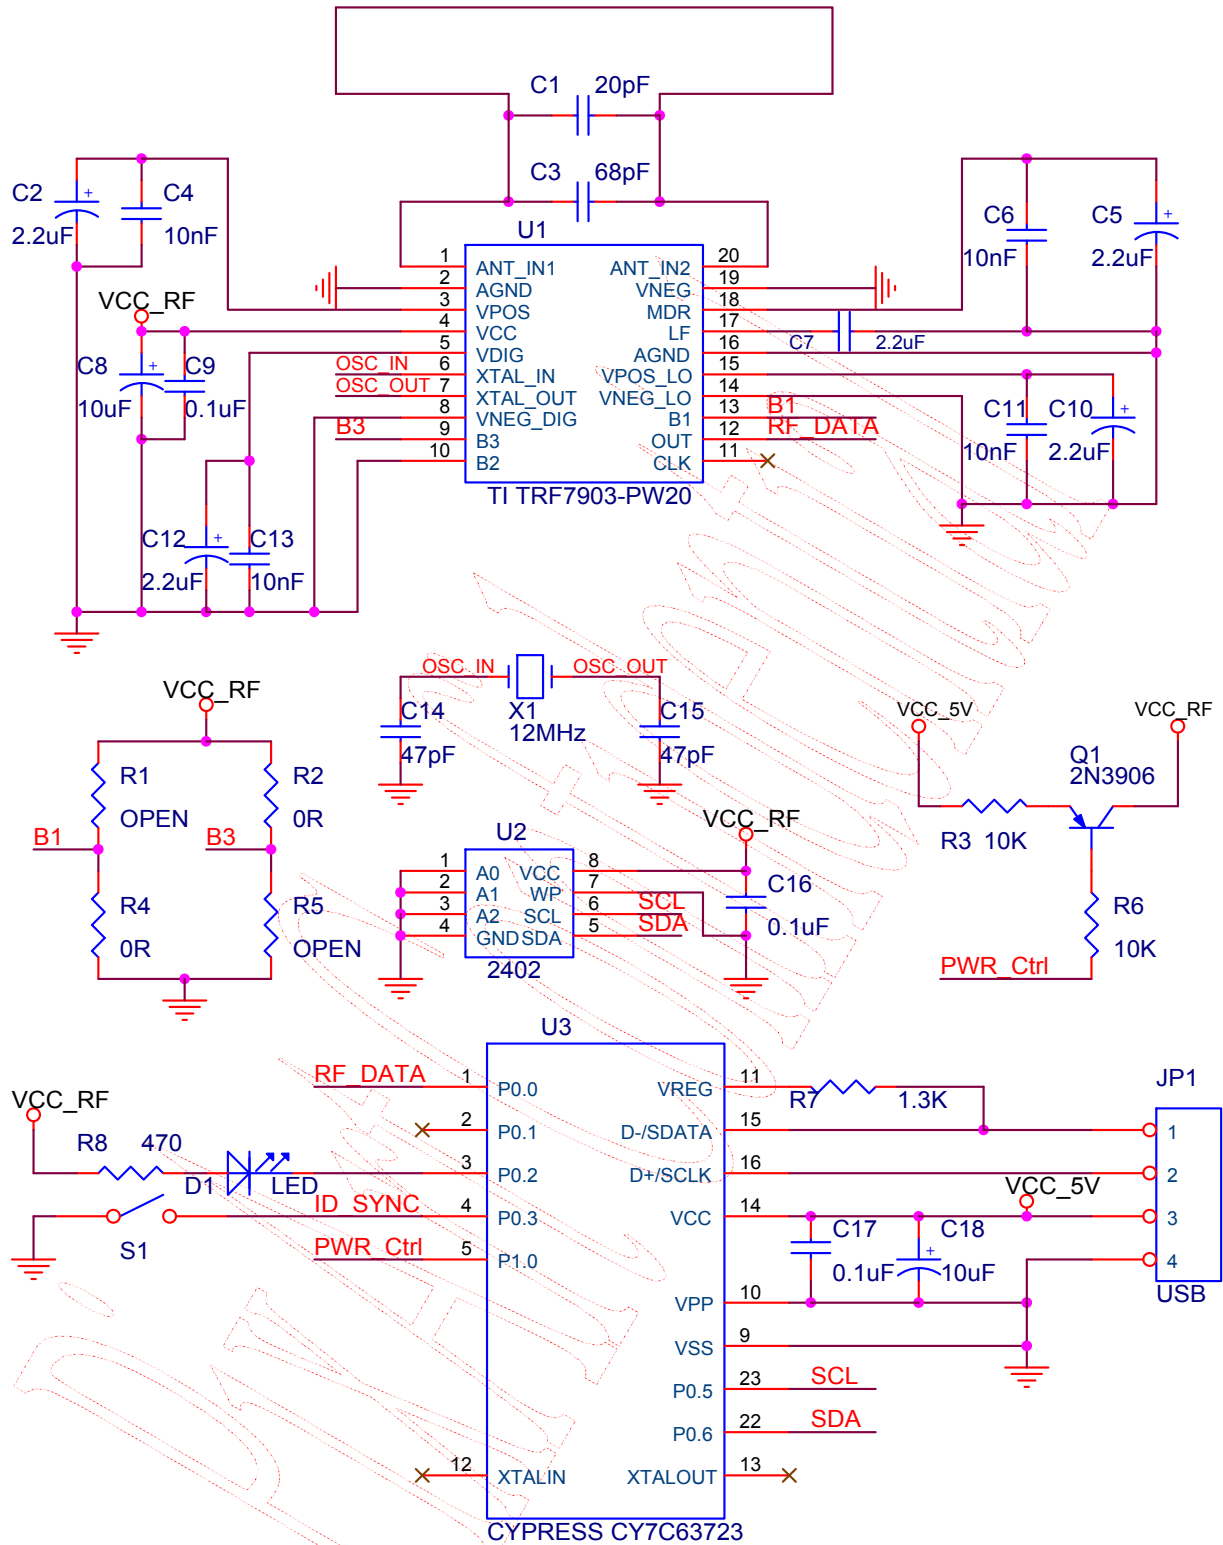 C1 20pF
C3 68pF
C2 2.2uF
C4 10nF
C6 10nF
C5 2.2uF
U1
1 ANT_IN1 ANT_IN2 20
2 AGND VNEG 19
3 VPOS MDR 18
4 VCC LF 17
5 VDIG AGND 16
6 XTAL_IN VPOS_LO 15
7 XTAL_OUT VNEG_LO 14
8 VNEG_DIG B1 13
9 B3 OUT 12
10 B2 CLK 11
TI TRF7903-PW20
VCC_RF
C8 10uF
C9 0.1uF
OSC_IN
OSC_OUT
B3
C7 2.2uF
B1
RF_DATA
C11 10nF
C10 2.2uF
C12 2.2uF
C13 10nF
OSC_IN
OSC_OUT
C14 47pF
X1 12MHz
C15 47pF
VCC_RF
R1 OPEN
R2 0R
B1
B3
R4 0R
R5 OPEN
VCC_5V
VCC_RF
Q1
2N3906
R3 10K
R6 10K
PWR_Ctrl
VCC_RF
U2
1 A0 VCC 8
2 A1 WP 7
3 A2 SCL 6
4 GND SDA 5
2402
SCL
SDA
C16 0.1uF
U3
RF_DATA 1 P0.0 VREG 11
2 P0.1 D-/SDATA 15
3 P0.2 D+/SCLK 16
ID_SYNC 4 P0.3 VCC 14
PWR_Ctrl 5 P1.0
VPP 10
VSS 9
P0.5 23 SCL
P0.6 22 SDA
12 XTALIN XTALOUT 13
CYPRESS CY7C63723
VCC_RF
R8 470
D1 LED
S1
R7 1.3K
VCC_5V
C17 0.1uF
C18 10uF
JP1
1
2
3
4
USB